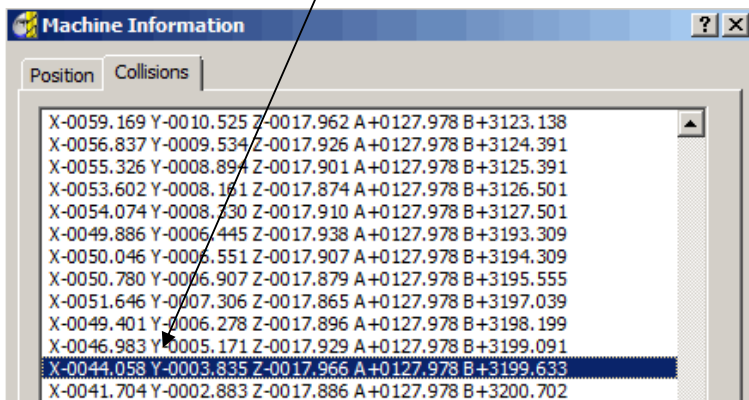 Machine Information
Position Collisions
X-0059.169 Y-0010.525 Z-0017.962 A+0127.978 B+3123.138
X-0056.837 Y-0009.534 Z-0017.926 A+0127.978 B+3124.391
X-0055.326 Y-0008.894 Z-0017.901 A+0127.978 B+3125.391
X-0053.602 Y-0008.161 Z-0017.874 A+0127.978 B+3126.501
X-0054.074 Y-0008.330 Z-0017.910 A+0127.978 B+3127.501
X-0049.886 Y-0006.445 Z-0017.938 A+0127.978 B+3193.309
X-0050.046 Y-0006.551 Z-0017.907 A+0127.978 B+3194.309
X-0050.780 Y-0006.907 Z-0017.879 A+0127.978 B+3195.555
X-0051.646 Y-0007.306 Z-0017.865 A+0127.978 B+3197.039
X-0049.401 Y-0006.278 Z-0017.896 A+0127.978 B+3198.199
X-0046.983 Y-0005.171 Z-0017.929 A+0127.978 B+3199.091
X-0044.058 Y-0003.835 Z-0017.966 A+0127.978 B+3199.633
X-0041.704 Y-0002.883 Z-0017.886 A+0127.978 B+3200.702